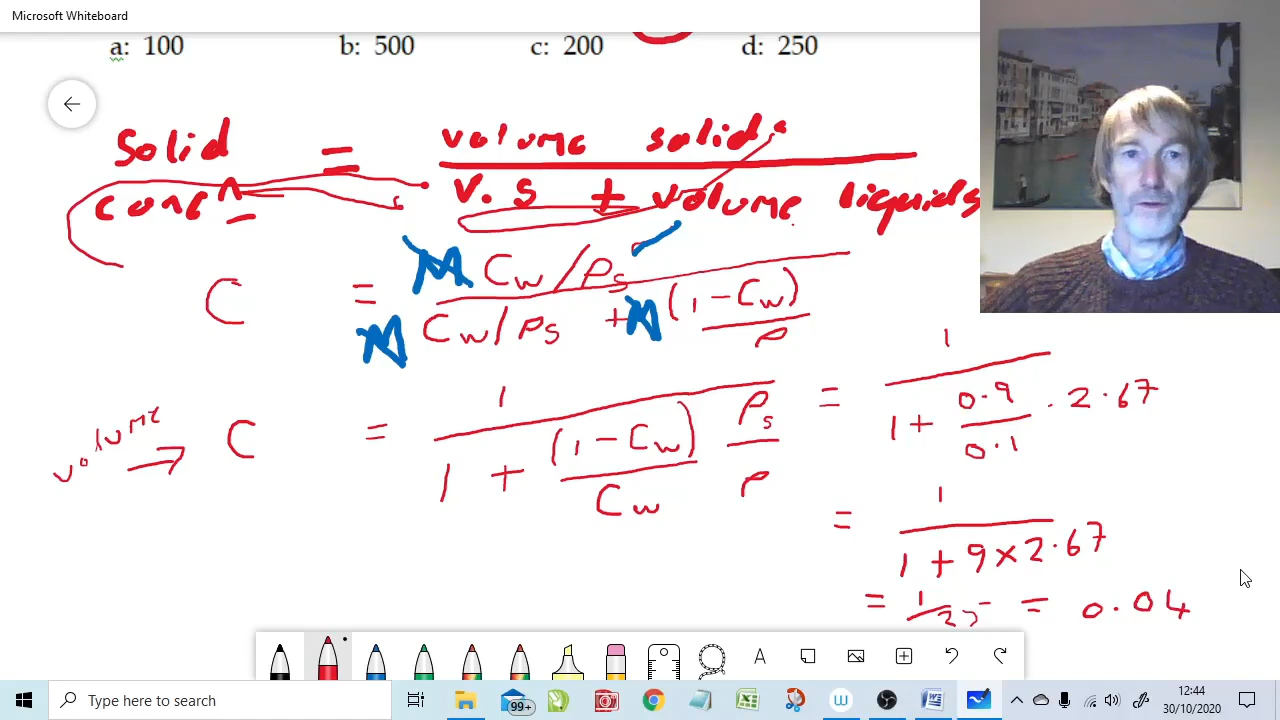 Microsoft Whiteboard
a: 100 b: 500 c: 200 d: 250
solid = volume solids
concn V.S + volume liquids
C = M Cw/ρs
M Cw/ρs + M (1-Cw)
ρ
1
volume → C = 1 = 1
1 + (1-Cw) ρs 1 + 0.9 . 2.67
Cw ρ 0.1
= 1
1 + 9×2.67
= 1 = 0.04
A
99+
Type here to search
12:44
30/10/2020